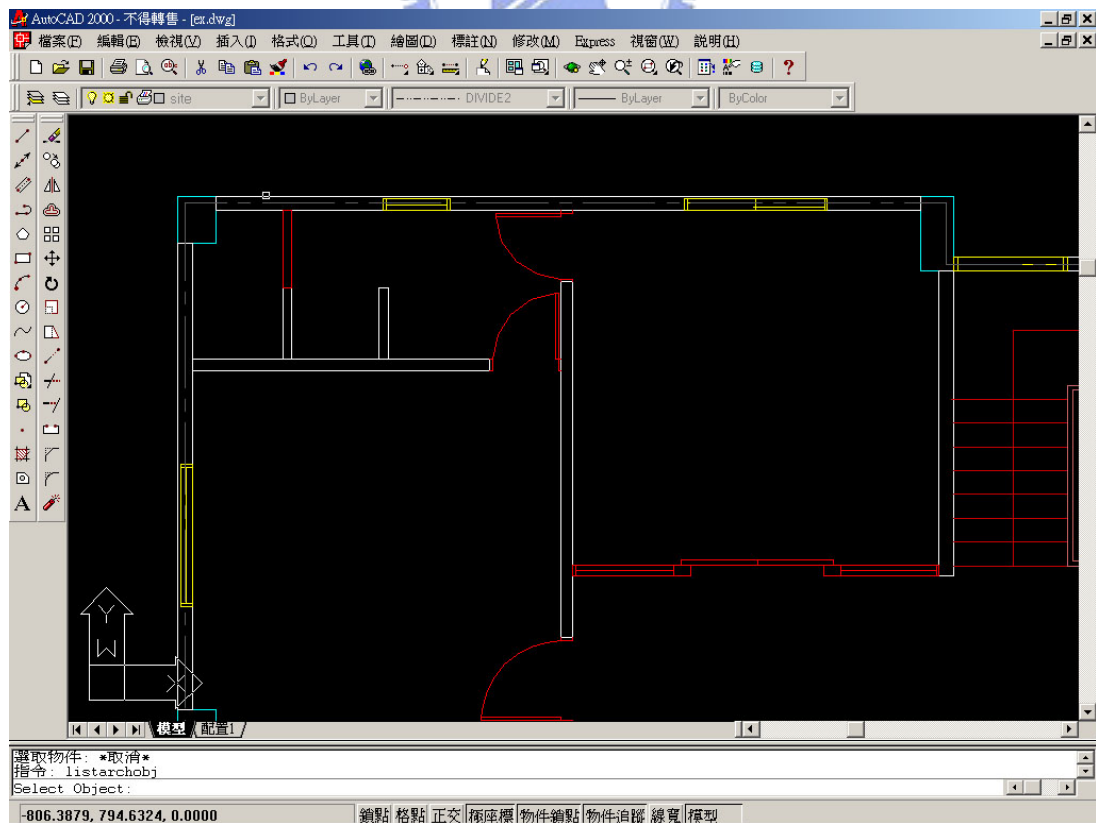 AutoCAD 2000 - 不得轉售 - [ex.dwg]
檔案(F) 編輯(E) 檢視(V) 插入(I) 格式(O) 工具(T) 繪圖(D) 標註(N) 修改(M) Express 視窗(W) 説明(H)
site ByLayer DIVIDE2 ByLayer ByColor
A
Y
W
X
模型 配置1
選取物件: *取消*
指令: listarchobj
Select Object:
-806.3879, 794.6324, 0.0000 鎖點 格點 正交 極座標 物件鎖點 物件追蹤 線寬 模型